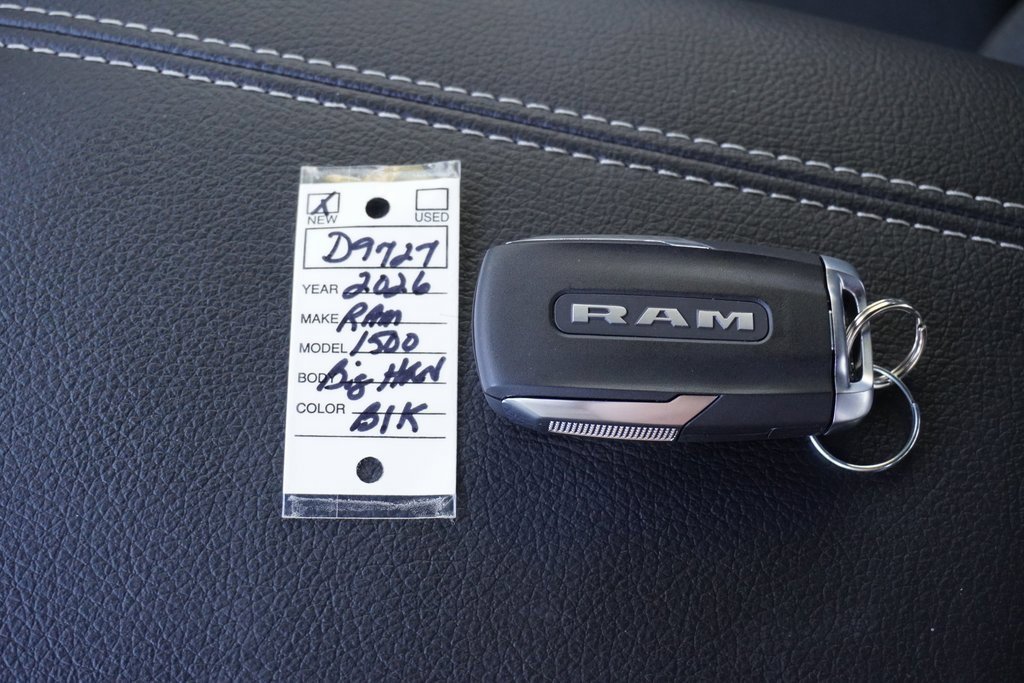 X
NEW USED
D9727
YEAR 2026
MAKE RAM
MODEL 1500
BODY Big HRN
COLOR BlK
RAM